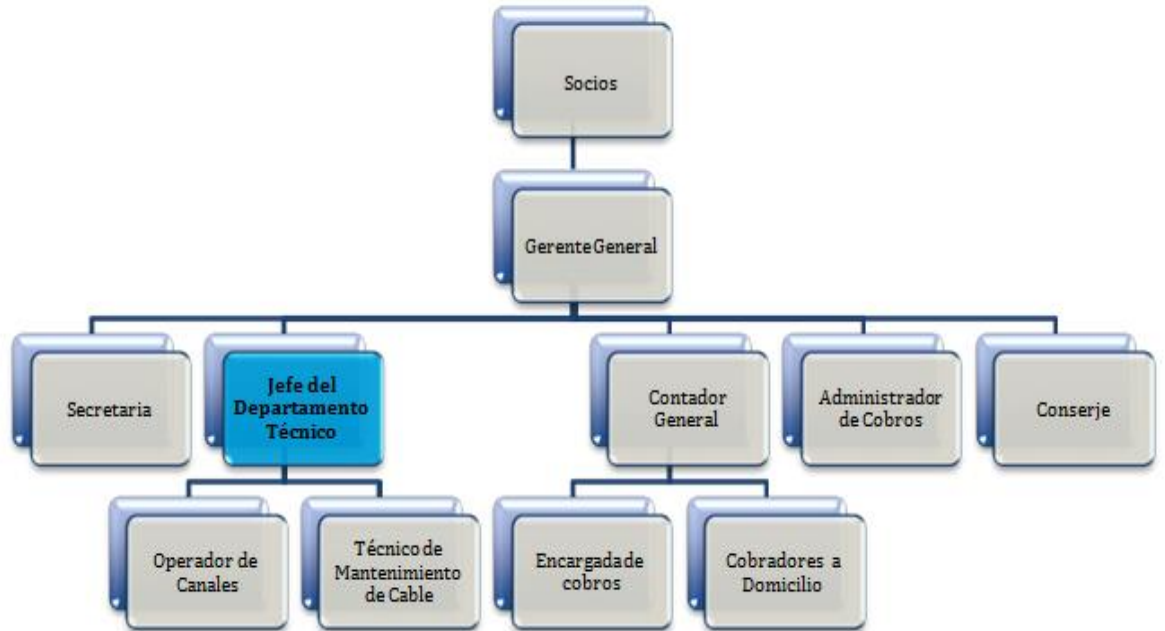 Socios
Gerente General
Secretaria
Jefe del
Departamento
Técnico
Contador
General
Administrador
de Cobros
Conserje
Operador de
Canales
Técnico de
Mantenimiento
de Cable
Encargada de
cobros
Cobradores a
Domicilio